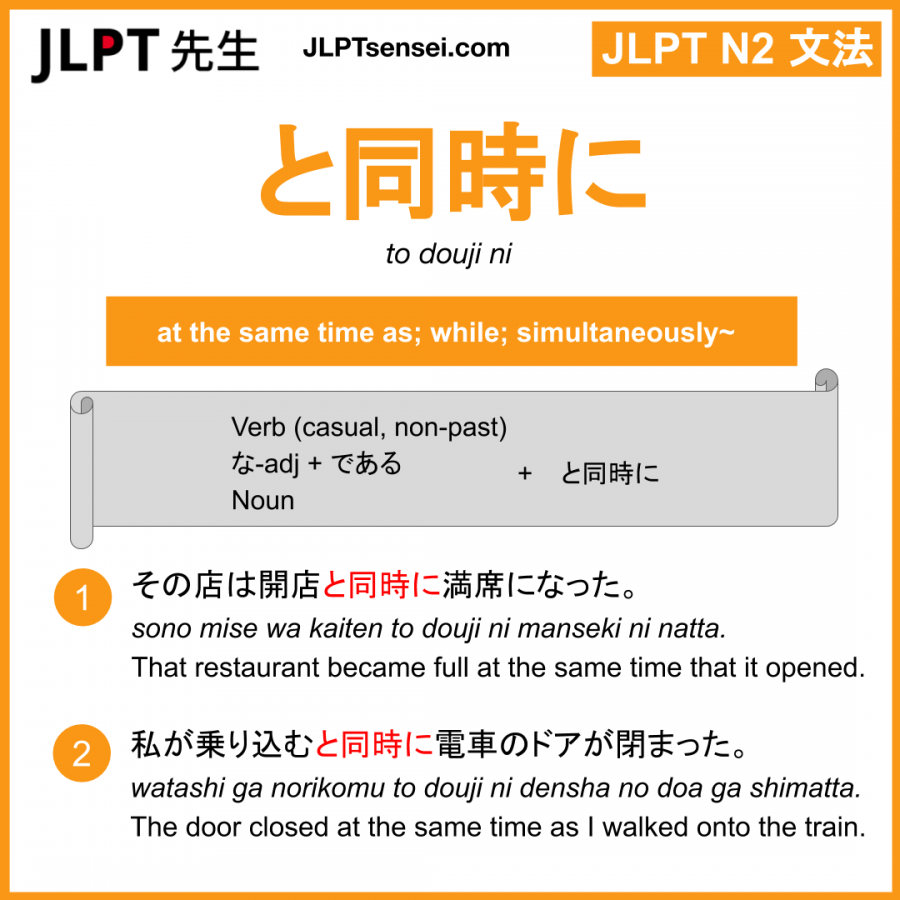 JLPT 先生
JLPTsensei.com
JLPT N2 文法
と同時に
to douji ni
at the same time as; while; simultaneously~
Verb (casual, non-past)
な-adj + である
Noun
+ と同時に
1
その店は開店と同時に満席になった。
sono mise wa kaiten to douji ni manseki ni natta.
That restaurant became full at the same time that it opened.
2
私が乗り込むと同時に電車のドアが閉まった。
watashi ga norikomu to douji ni densha no doa ga shimatta.
The door closed at the same time as I walked onto the train.